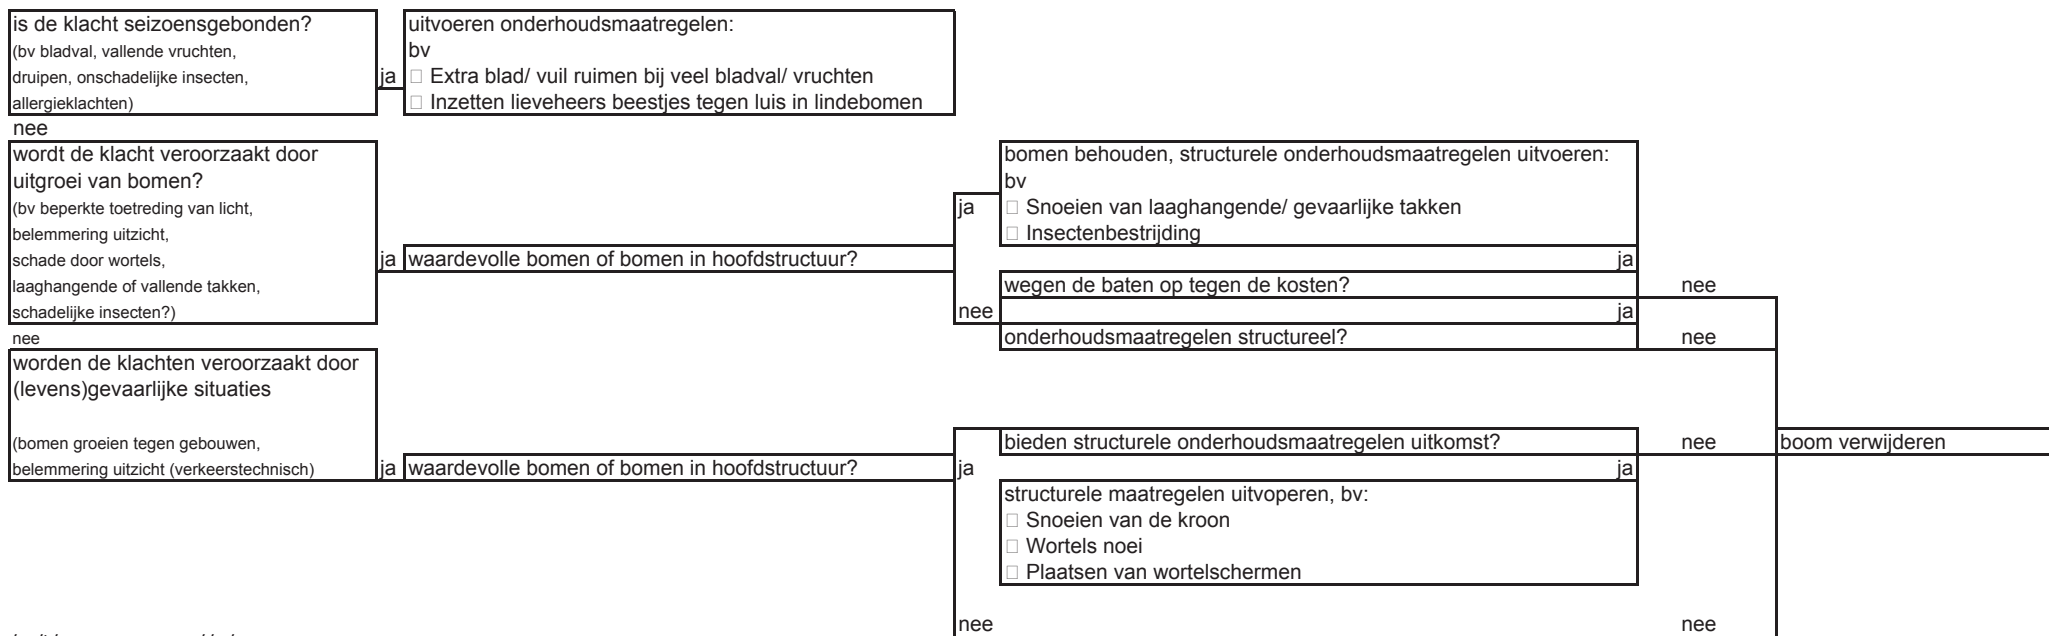 is de klacht seizoensgebonden?
(bv bladval, vallende vruchten,
druipen, onschadelijke insecten,
allergieklachten)
ja
uitvoeren onderhoudsmaatregelen:
bv
Extra blad/ vuil ruimen bij veel bladval/ vruchten
Inzetten lieveheers beestjes tegen luis in lindebomen
nee
wordt de klacht veroorzaakt door
uitgroei van bomen?
(bv beperkte toetreding van licht,
belemmering uitzicht,
schade door wortels,
laaghangende of vallende takken,
schadelijke insecten?)
ja
waardevolle bomen of bomen in hoofdstructuur?
ja
bomen behouden, structurele onderhoudsmaatregelen uitvoeren:
bv
Snoeien van laaghangende/ gevaarlijke takken
Insectenbestrijding
ja
wegen de baten op tegen de kosten?
nee
nee
ja
onderhoudsmaatregelen structureel?
nee
nee
worden de klachten veroorzaakt door
(levens)gevaarlijke situaties
(bomen groeien tegen gebouwen,
belemmering uitzicht (verkeerstechnisch)
ja
waardevolle bomen of bomen in hoofdstructuur?
ja
bieden structurele onderhoudsmaatregelen uitkomst?
nee
boom verwijderen
ja
structurele maatregelen uitvoperen, bv:
Snoeien van de kroon
Wortels noei
Plaatsen van wortelschermen
nee
nee